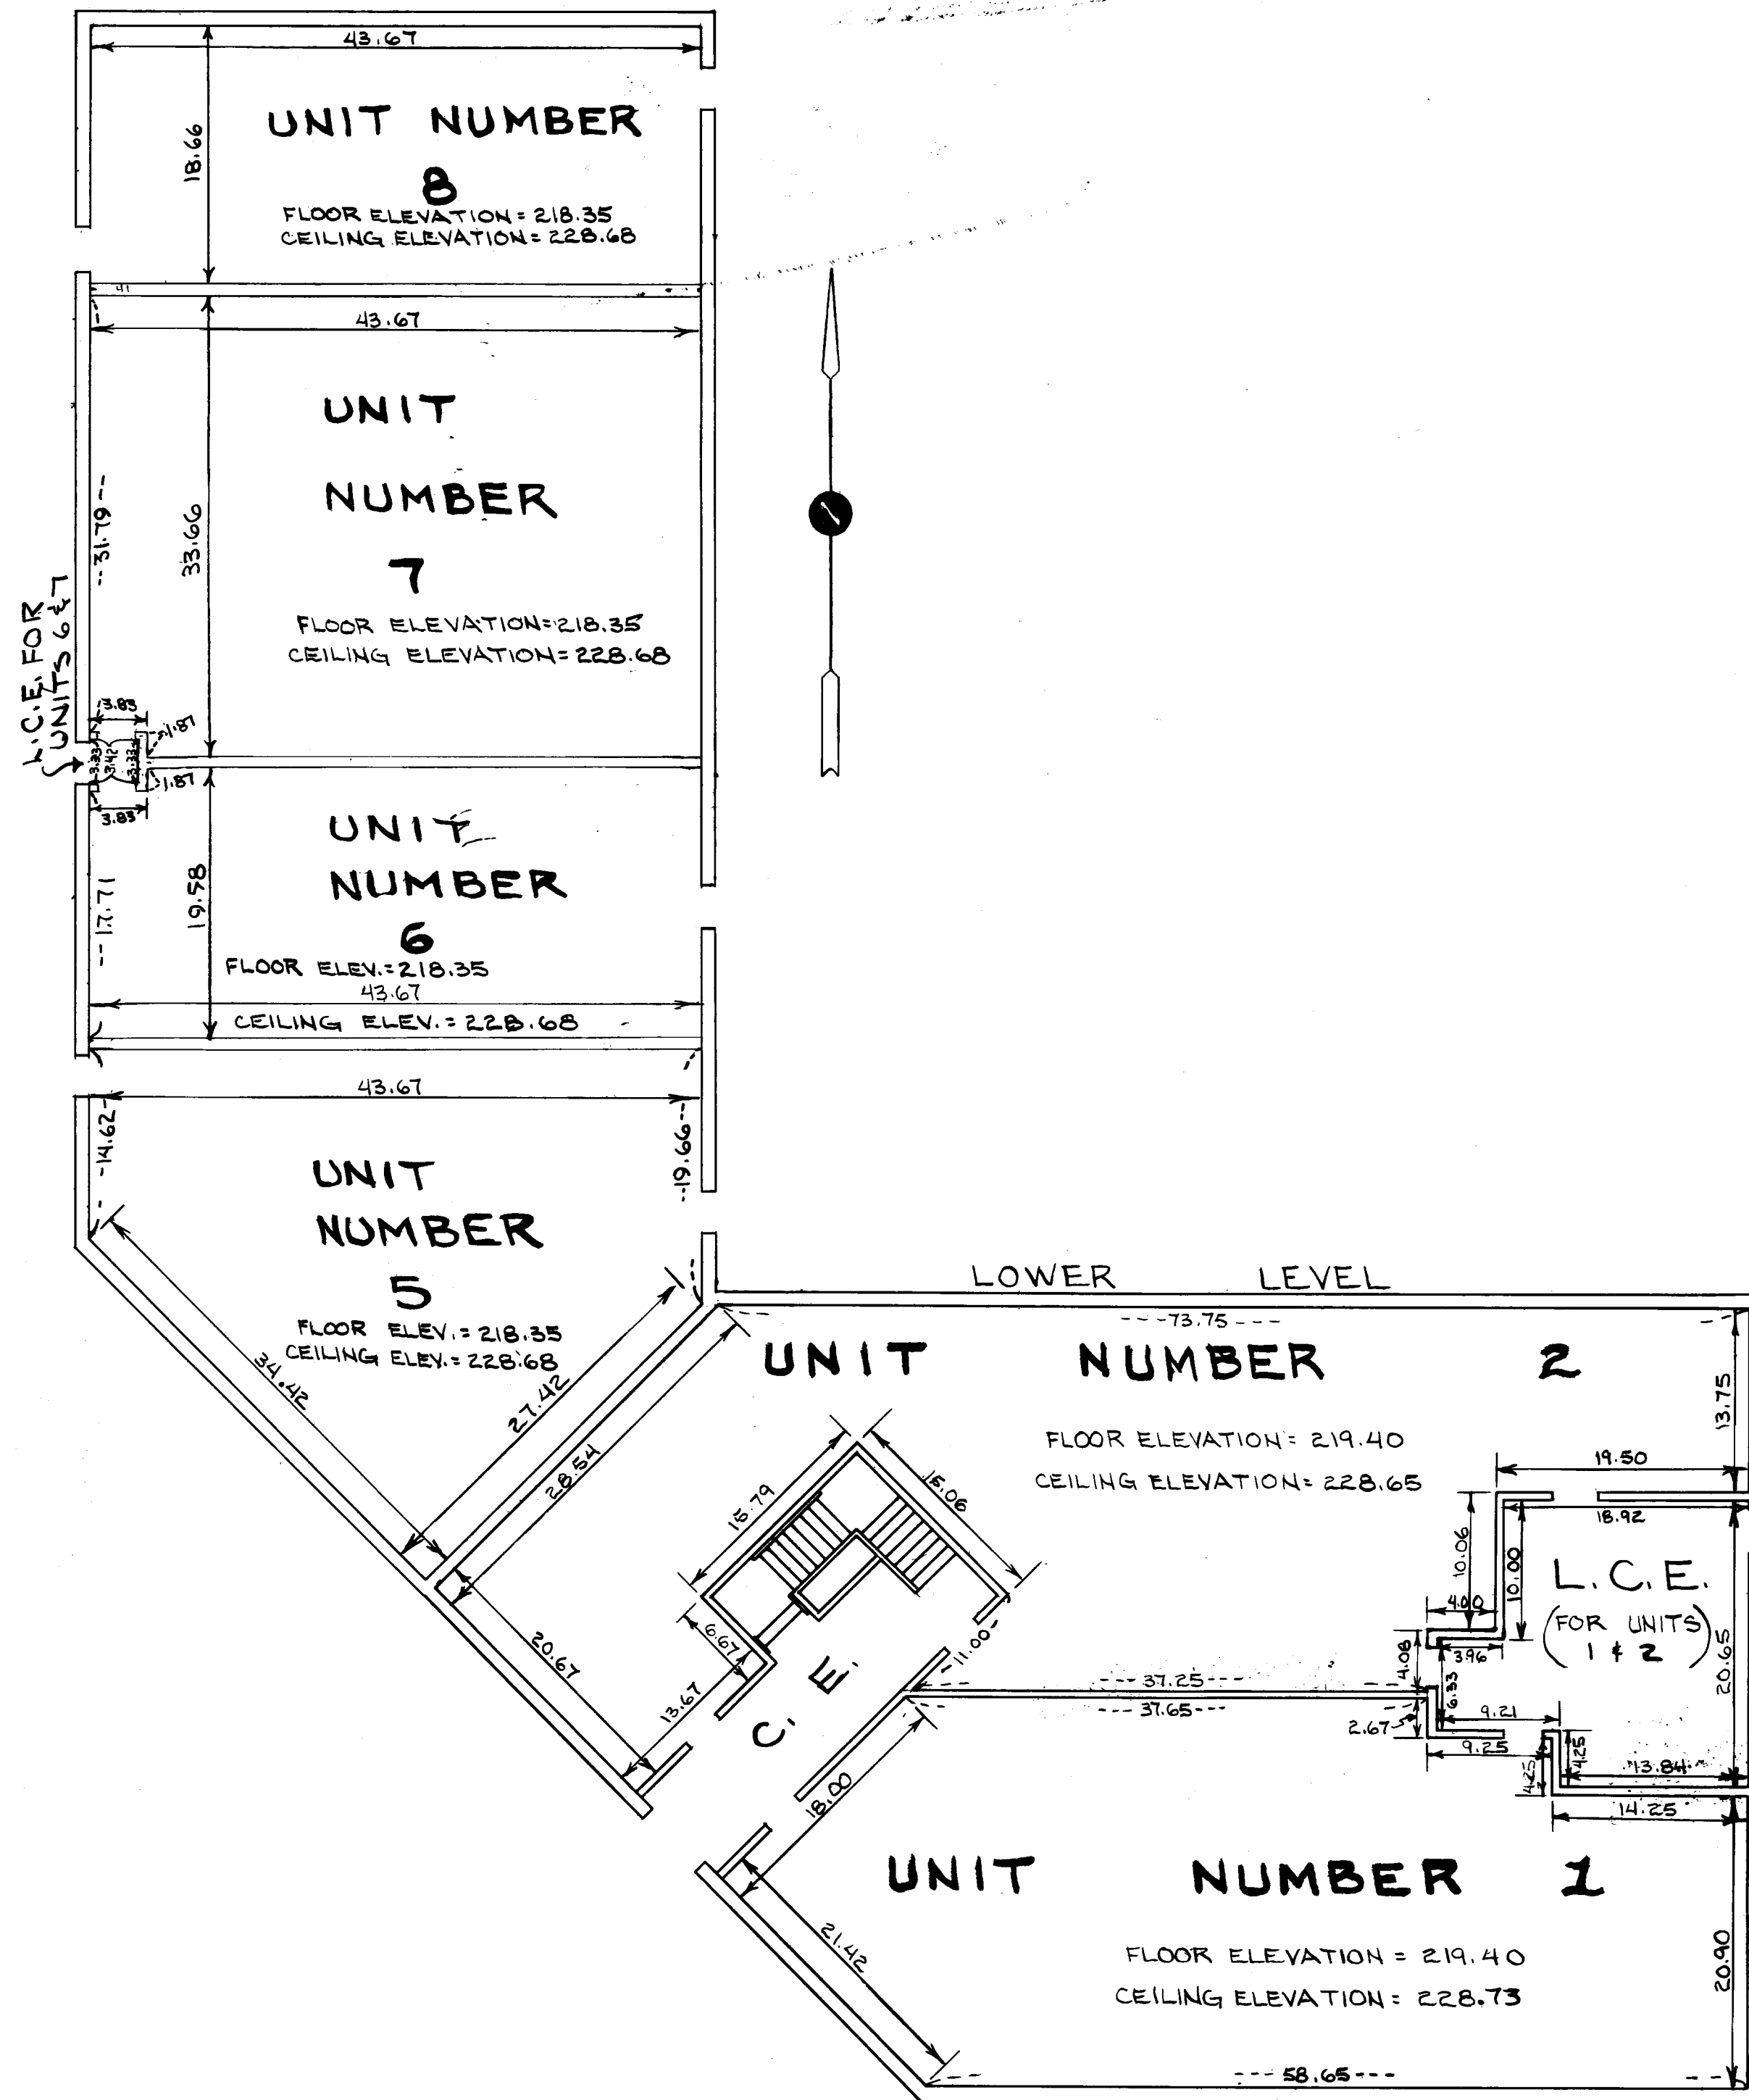 43.67
UNIT NUMBER
8
18.66
FLOOR ELEVATION = 218.35
CEILING ELEVATION = 228.68
41
43.67
UNIT
NUMBER
7
31.79
33.66
FLOOR ELEVATION = 218.35
CEILING ELEVATION = 228.68
L.C.E. FOR
UNITS 6 & 7
3.83
1.87
3.33
3.42
3.33
1.87
3.83
UNIT
NUMBER
6
17.71
19.58
FLOOR ELEV. = 218.35
43.67
CEILING ELEV. = 228.68
43.67
14.62
19.66
UNIT
NUMBER
5
FLOOR ELEV. = 218.35
CEILING ELEV. = 228.68
34.42
27.42
28.54
LOWER LEVEL
73.75
UNIT NUMBER 2
13.75
FLOOR ELEVATION = 219.40
CEILING ELEVATION = 228.65
19.50
18.92
15.79
15.06
10.06
10.00
L.C.E.
(FOR UNITS
1 & 2)
4.00
3.96
4.08
6.33
20.65
6.67
11.00
20.67
13.67
C. E.
37.25
37.65
2.67
9.21
9.25
4.25
4.25
13.84
14.25
18.00
UNIT NUMBER 1
21.42
FLOOR ELEVATION = 219.40
CEILING ELEVATION = 228.73
20.90
58.65